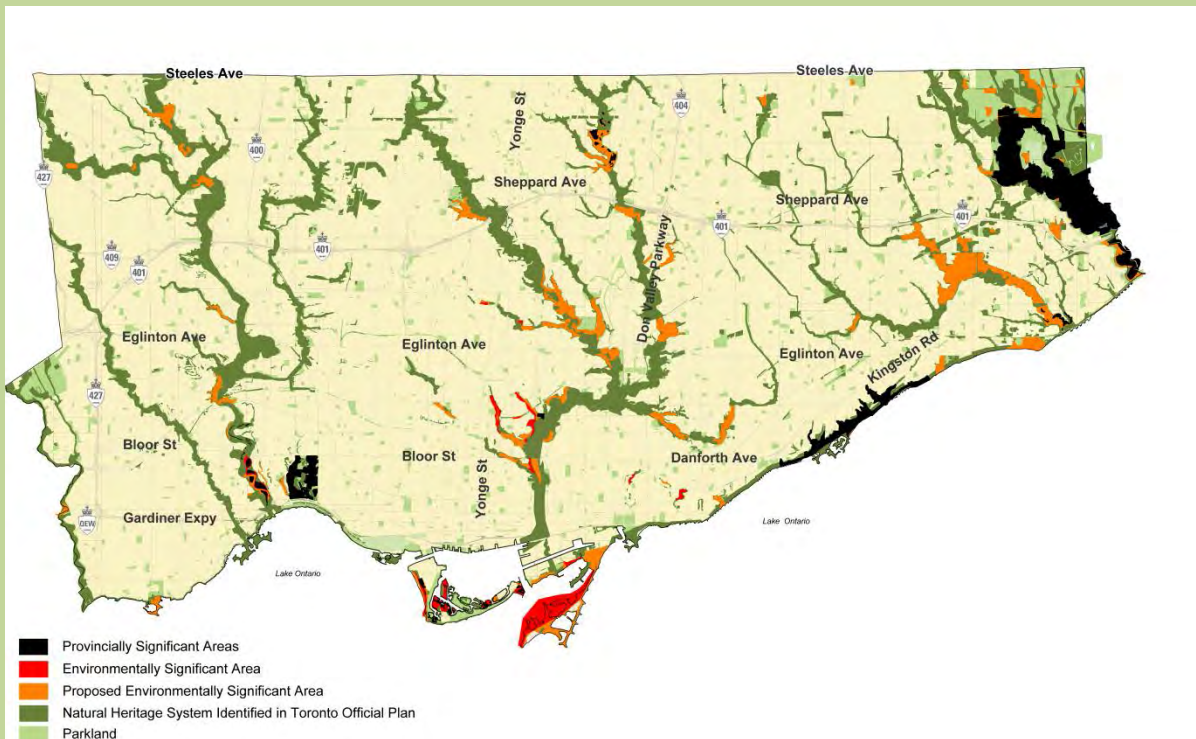 Steeles Ave
Steeles Ave
Yonge St
404
400
427
Sheppard Ave
Sheppard Ave
401
401
401
409
401
Don Valley Parkway
Eglinton Ave
Eglinton Ave
Eglinton Ave
Kingston Rd
427
Bloor St
Bloor St
Danforth Ave
Yonge St
Gardiner Expy
QEW
Lake Ontario
Lake Ontario
Provincially Significant Areas
Environmentally Significant Area
Proposed Environmentally Significant Area
Natural Heritage System Identified in Toronto Official Plan
Parkland